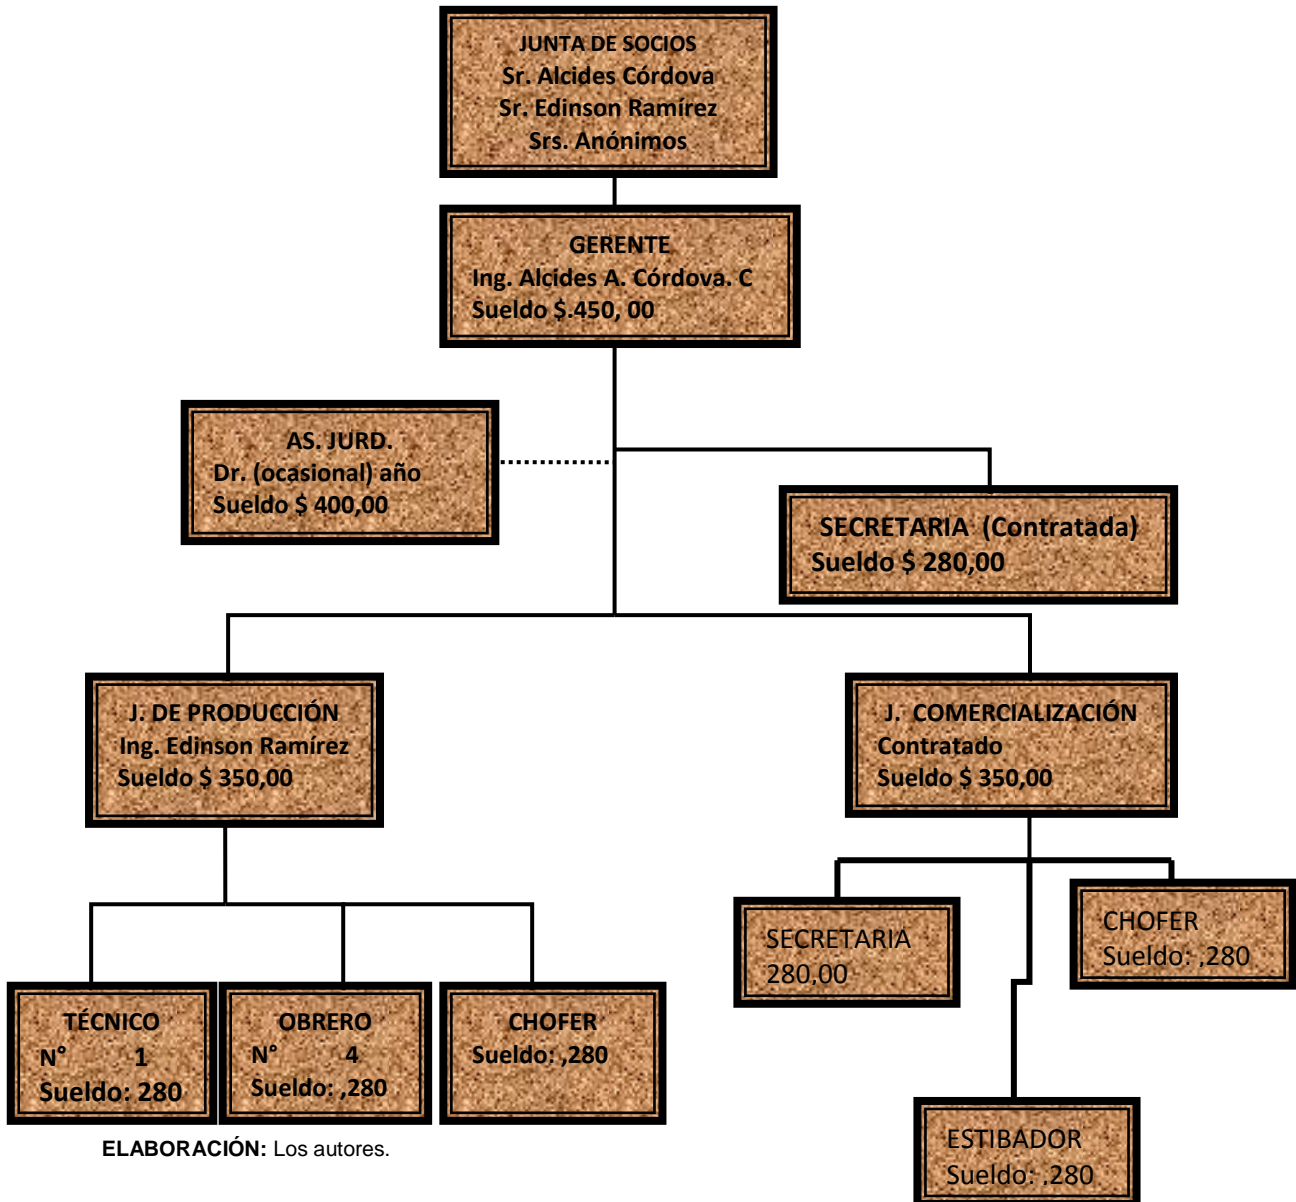 JUNTA DE SOCIOS
Sr. Alcides Córdova
Sr. Edinson Ramírez
Srs. Anónimos
GERENTE
Ing. Alcides A. Córdova. C
Sueldo $.450, 00
AS. JURD.
Dr. (ocasional) año
Sueldo $ 400,00
SECRETARIA (Contratada)
Sueldo $ 280,00
J. DE PRODUCCIÓN
Ing. Edinson Ramírez
Sueldo $ 350,00
J. COMERCIALIZACIÓN
Contratado
Sueldo $ 350,00
SECRETARIA
280,00
CHOFER
Sueldo: ,280
TÉCNICO
N° 1
Sueldo: 280
OBRERO
N° 4
Sueldo: ,280
CHOFER
Sueldo: ,280
ESTIBADOR
Sueldo: ,280
ELABORACIÓN: Los autores.